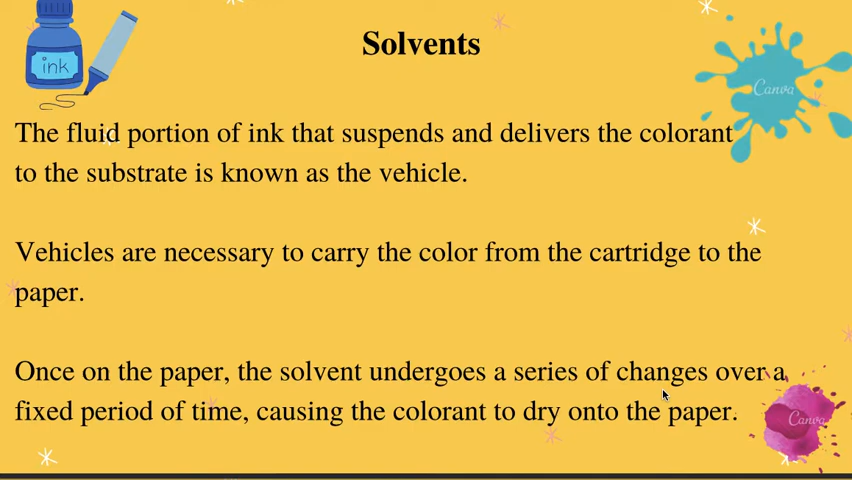 Solvents
ink
Canva
The fluid portion of ink that suspends and delivers the colorant
to the substrate is known as the vehicle.
Vehicles are necessary to carry the color from the cartridge to the
paper.
Once on the paper, the solvent undergoes a series of changes over a
fixed period of time, causing the colorant to dry onto the paper.
Canva